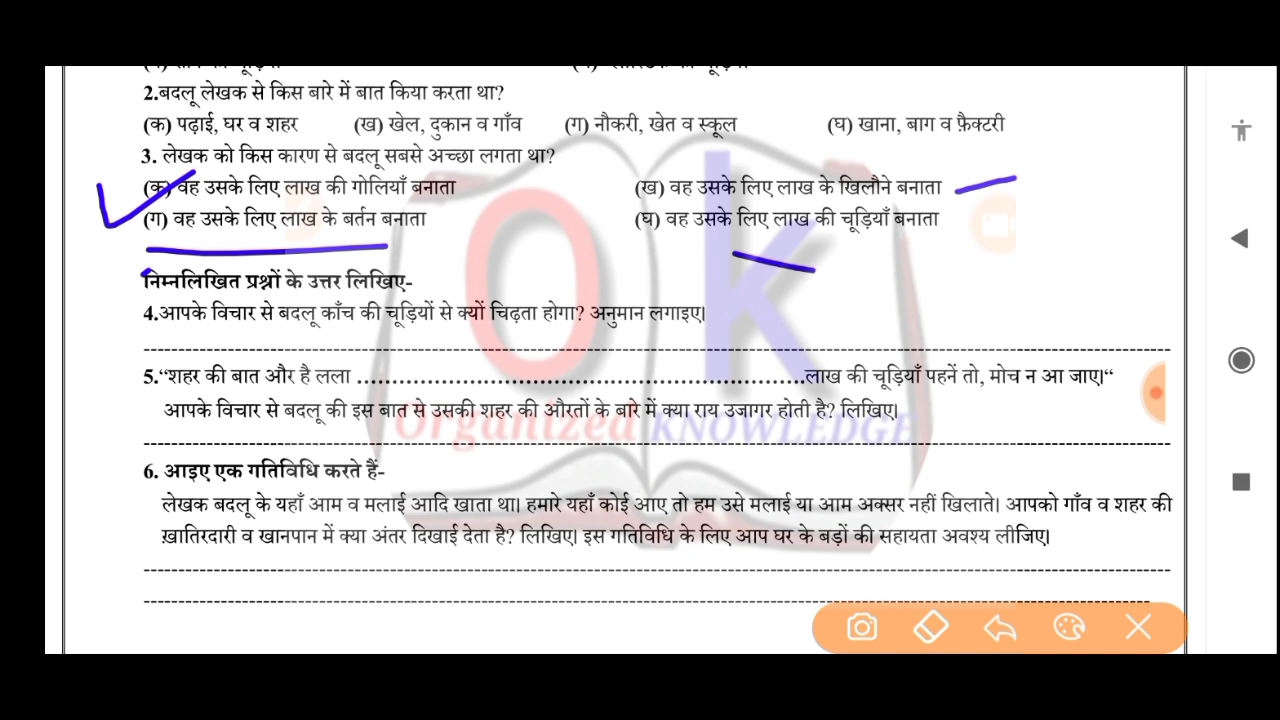 2.बदलू लेखक से किस बारे में बात किया करता था?
(क) पढ़ाई, घर व शहर (ख) खेल, दुकान व गाँव (ग) नौकरी, खेत व स्कूल (घ) खाना, बाग व फ़ैक्टरी
3. लेखक को किस कारण से बदलू सबसे अच्छा लगता था?
(क) वह उसके लिए लाख की गोलियाँ बनाता (ख) वह उसके लिए लाख के खिलौने बनाता
(ग) वह उसके लिए लाख के बर्तन बनाता (घ) वह उसके लिए लाख की चूड़ियाँ बनाता
निम्नलिखित प्रश्नों के उत्तर लिखिए-
4.आपके विचार से बदलू काँच की चूड़ियों से क्यों चिढ़ता होगा? अनुमान लगाइए।
5.“शहर की बात और है लला ……………………………………………………….लाख की चूड़ियाँ पहनें तो, मोच न आ जाए।“
आपके विचार से बदलू की इस बात से उसकी शहर की औरतों के बारे में क्या राय उजागर होती है? लिखिए।
6. आइए एक गतिविधि करते हैं-
लेखक बदलू के यहाँ आम व मलाई आदि खाता था। हमारे यहाँ कोई आए तो हम उसे मलाई या आम अक्सर नहीं खिलाते। आपको गाँव व शहर की
ख़ातिरदारी व खानपान में क्या अंतर दिखाई देता है? लिखिए। इस गतिविधि के लिए आप घर के बड़ों की सहायता अवश्य लीजिए।
Ok
Organized KNOWLEDGE